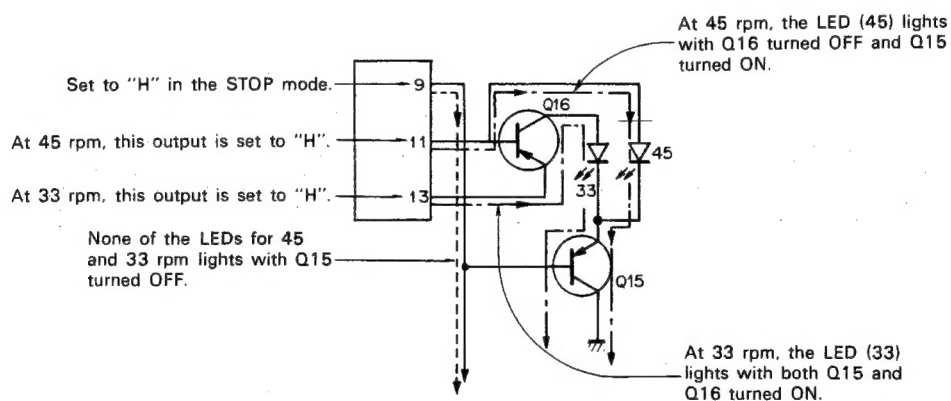 At 45 rpm, the LED (45) lights
with Q16 turned OFF and Q15
turned ON.
Set to "H" in the STOP mode.
9
Q16
At 45 rpm, this output is set to "H".
11
45
At 33 rpm, this output is set to "H".
13
33
None of the LEDs for 45
and 33 rpm lights with Q15
turned OFF.
Q15
At 33 rpm, the LED (33)
lights with both Q15 and
Q16 turned ON.